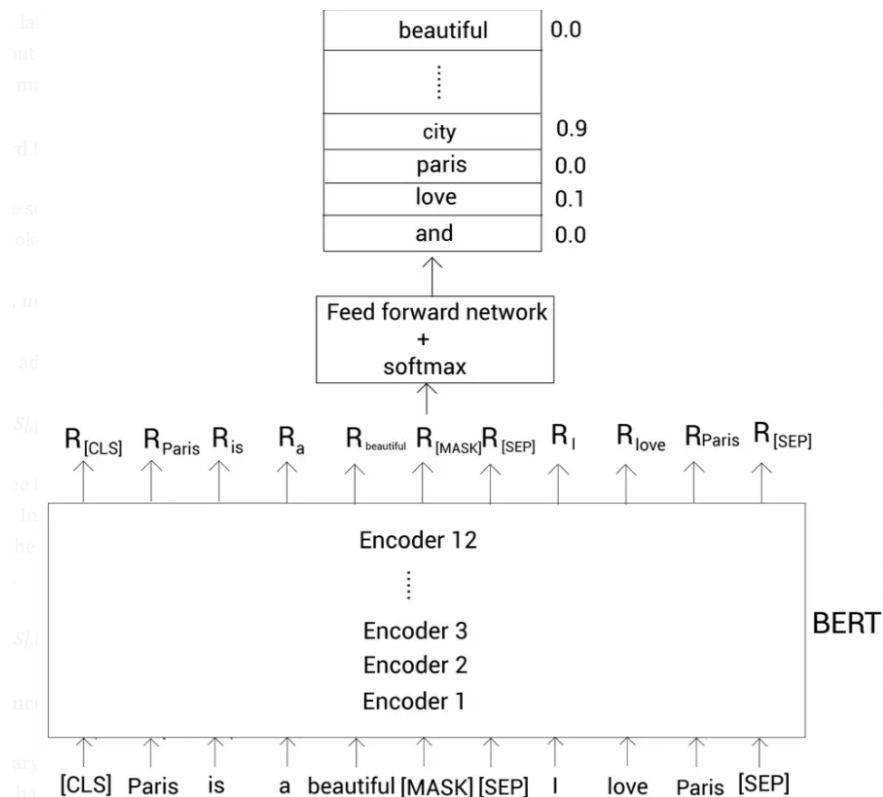 beautiful 0.0
city 0.9
paris 0.0
love 0.1
and 0.0
Feed forward network
+
softmax
R[CLS] RParis Ris Ra Rbeautiful R[MASK] R[SEP] RI Rlove RParis R[SEP]
Encoder 12
Encoder 3
BERT
Encoder 2
Encoder 1
[CLS] Paris is a beautiful [MASK] [SEP] I love Paris [SEP]